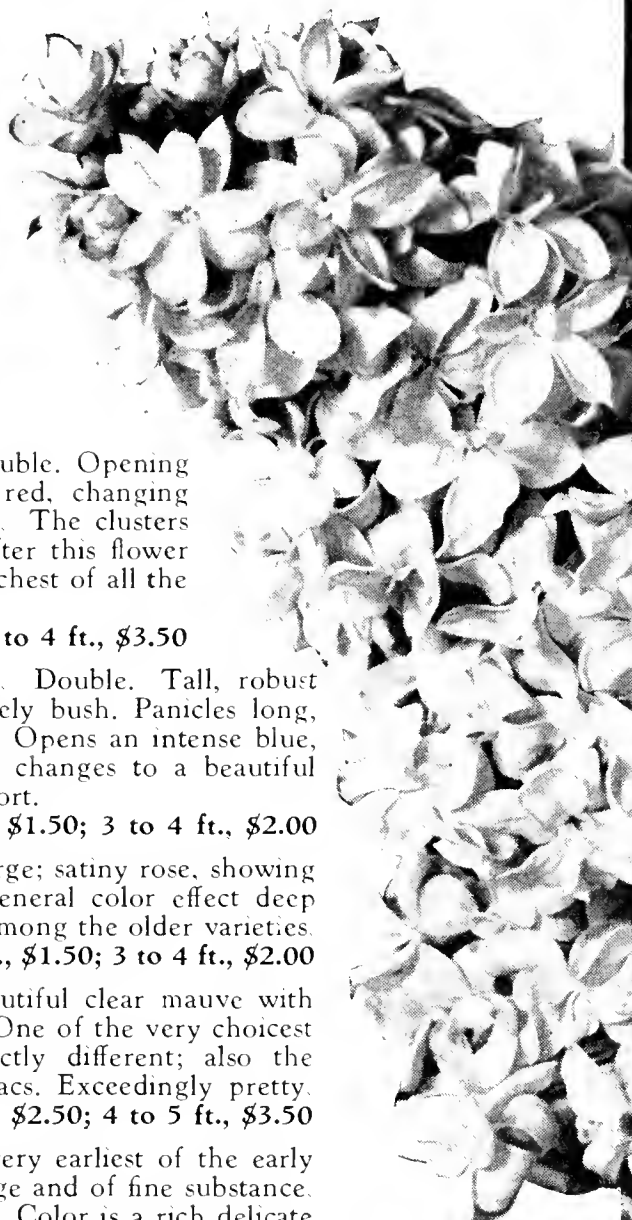 uble. Opening
red, changing
. The clusters
ter this flower
chest of all the
to 4 ft., $3.50
. Double. Tall, robust
ely bush. Panicles long,
Opens an intense blue,
changes to a beautiful
ort.
$1.50; 3 to 4 ft., $2.00
rge; satiny rose, showing
eneral color effect deep
mong the older varieties.
., $1.50; 3 to 4 ft., $2.00
utiful clear mauve with
One of the very choicest
ctly different; also the
acs. Exceedingly pretty.
$2.50; 4 to 5 ft., $3.50
ery earliest of the early
ge and of fine substance.
Color is a rich delicate